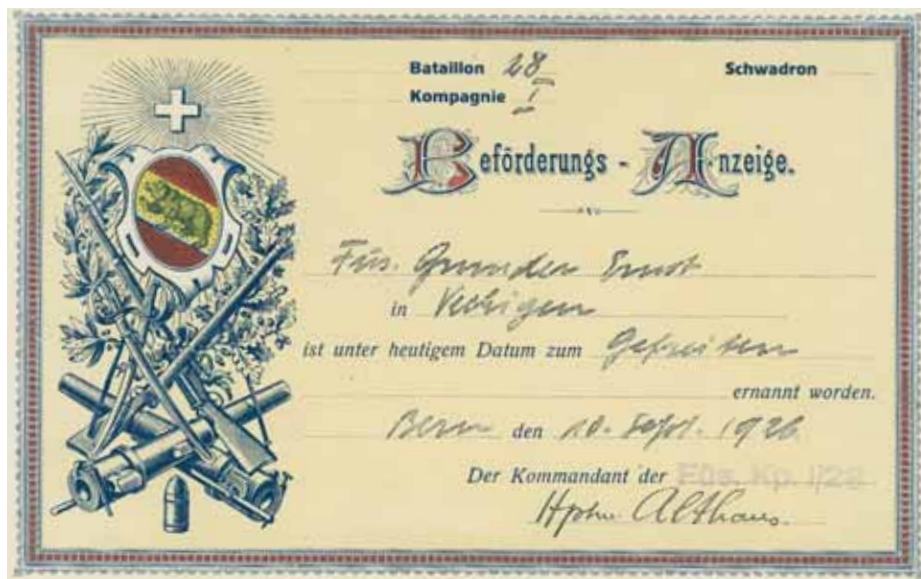 Bataillon 28
Schwadron
Kompagnie I
Beförderungs-Anzeige.
Füs. Grunder Ernst
in Vechigen
ist unter heutigem Datum zum Gefreiten
ernannt worden.
Bern den 10. Sept. 1926
Der Kommandant der Füs. Kp. I/28
Hptm. Althaus.